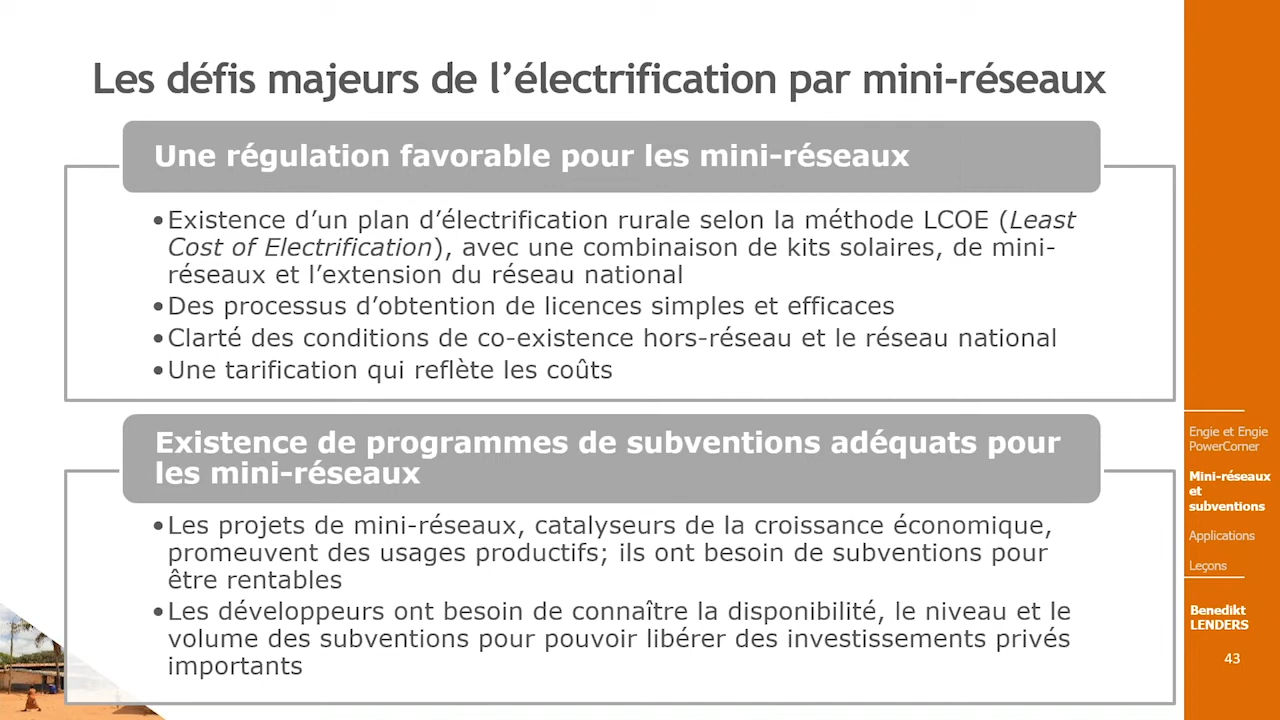 Les défis majeurs de l’électrification par mini-réseaux
Une régulation favorable pour les mini-réseaux
•Existence d’un plan d’électrification rurale selon la méthode LCOE (Least
Cost of Electrification), avec une combinaison de kits solaires, de mini-
réseaux et l’extension du réseau national
•Des processus d’obtention de licences simples et efficaces
•Clarté des conditions de co-existence hors-réseau et le réseau national
•Une tarification qui reflète les coûts
Existence de programmes de subventions adéquats pour
les mini-réseaux
•Les projets de mini-réseaux, catalyseurs de la croissance économique,
promeuvent des usages productifs; ils ont besoin de subventions pour
être rentables
•Les développeurs ont besoin de connaître la disponibilité, le niveau et le
volume des subventions pour pouvoir libérer des investissements privés
importants
Engie et Engie
PowerCorner
Mini-réseaux
et
subventions
Applications
Leçons
Benedikt
LENDERS
43